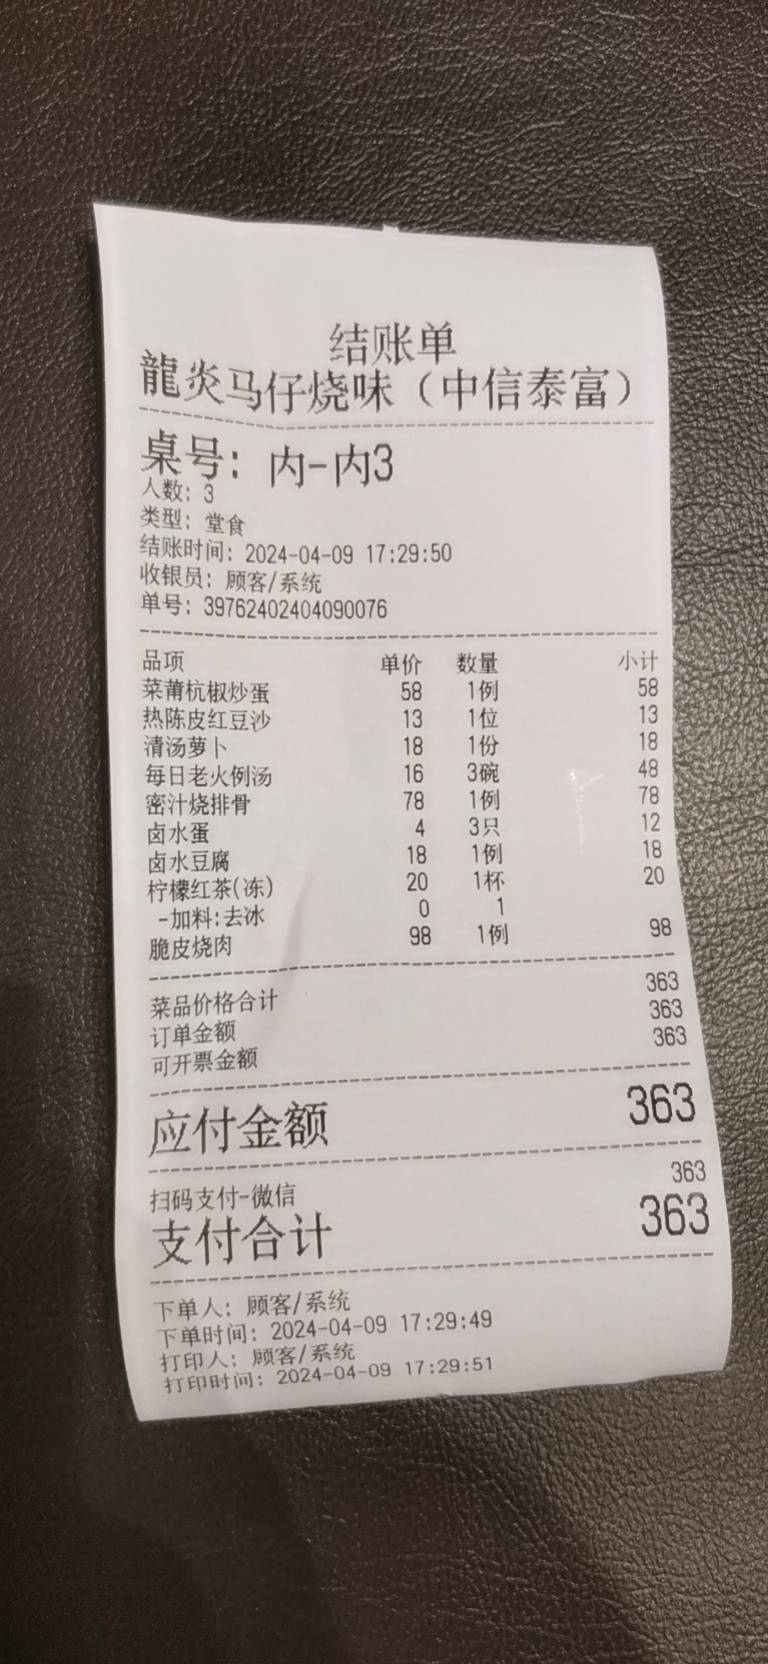 结账单
龍炎马仔烧味（中信泰富）
桌号: 内-内3
人数: 3
类型: 堂食
结账时间: 2024-04-09 17:29:50
收银员: 顾客/系统
单号: 39762402404090076
品项 单价 数量 小计
菜莆杭椒炒蛋 58 1例 58
热陈皮红豆沙 13 1位 13
清汤萝卜 18 1份 18
每日老火例汤 16 3碗 48
密汁烧排骨 78 1例 78
卤水蛋 4 3只 12
卤水豆腐 18 1例 18
柠檬红茶(冻) 20 1杯 20
-加料:去冰 0 1
脆皮烧肉 98 1例 98
菜品价格合计 363
订单金额 363
可开票金额 363
应付金额 363
扫码支付-微信 363
支付合计 363
下单人: 顾客/系统
下单时间: 2024-04-09 17:29:49
打印人: 顾客/系统
打印时间: 2024-04-09 17:29:51